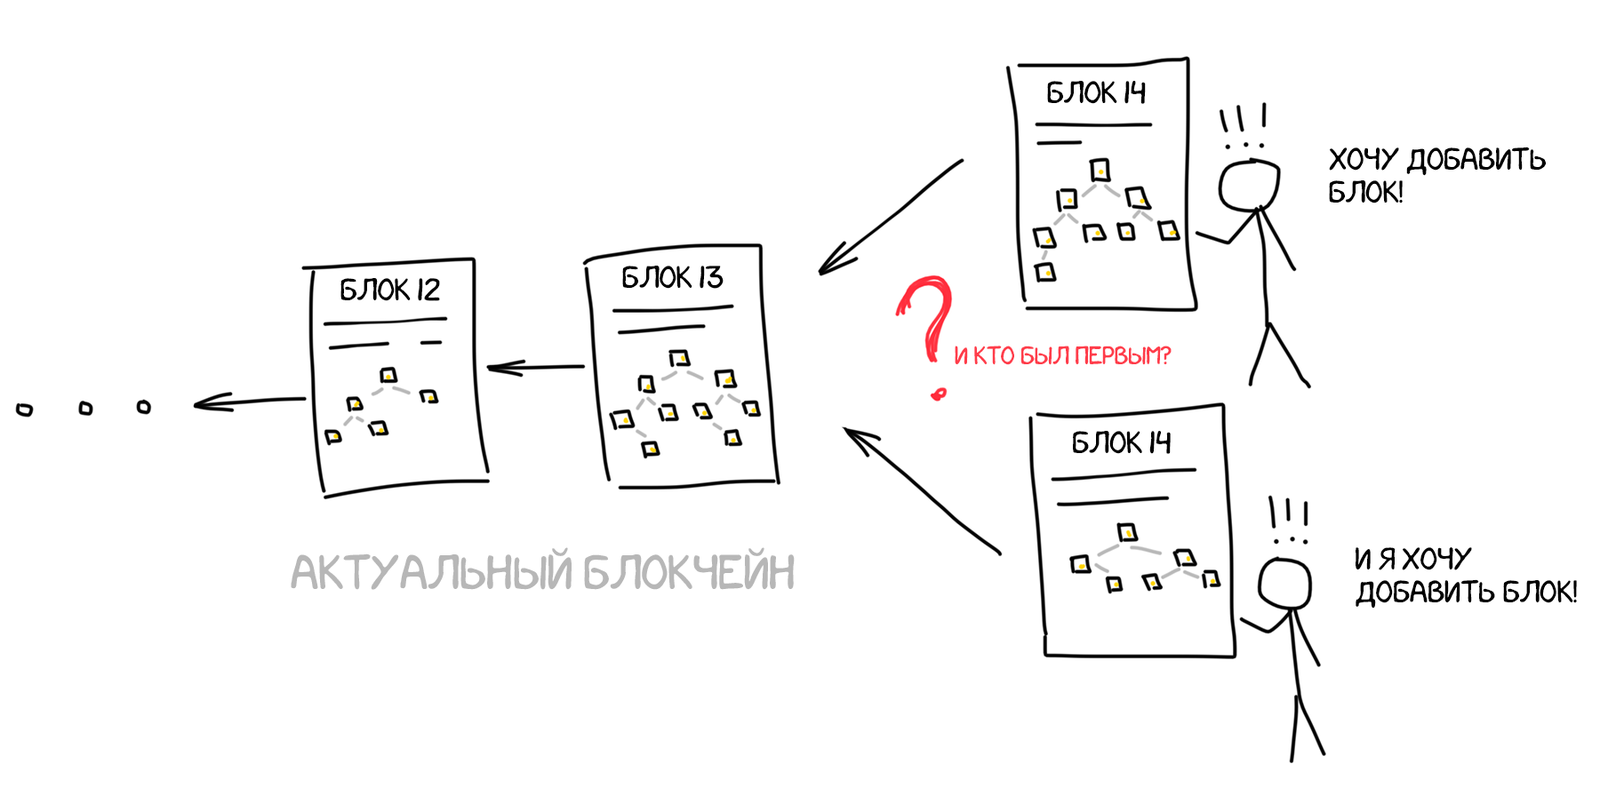 БЛОК 14
ХОЧУ ДОБАВИТЬ
БЛОК!
БЛОК 12
БЛОК 13
И КТО БЫЛ ПЕРВЫМ?
БЛОК 14
АКТУАЛЬНЫЙ БЛОКЧЕЙН
И Я ХОЧУ
ДОБАВИТЬ БЛОК!